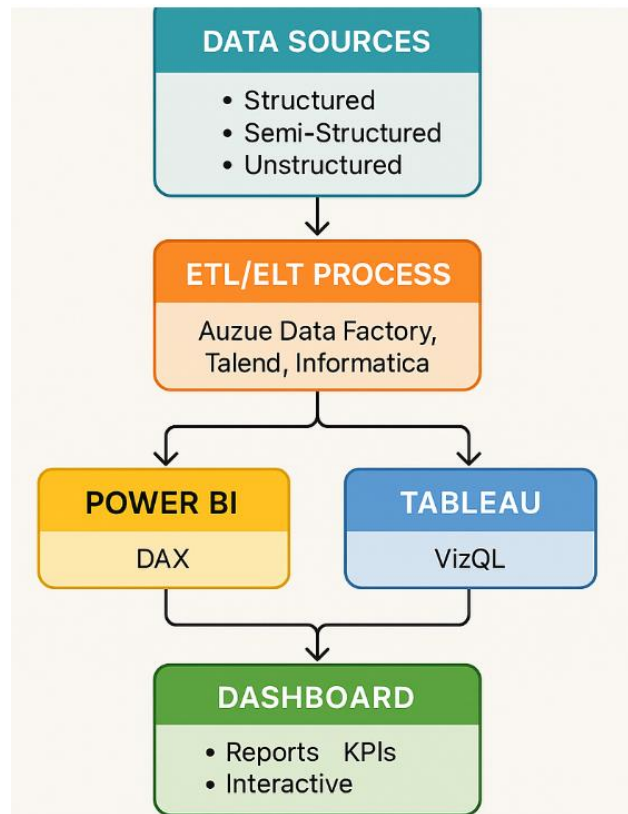 DATA SOURCES
• Structured
• Semi-Structured
• Unstructured
ETL/ELT PROCESS
Auzue Data Factory,
Talend, Informatica
POWER BI
DAX
TABLEAU
VizQL
DASHBOARD
• Reports KPIs
• Interactive